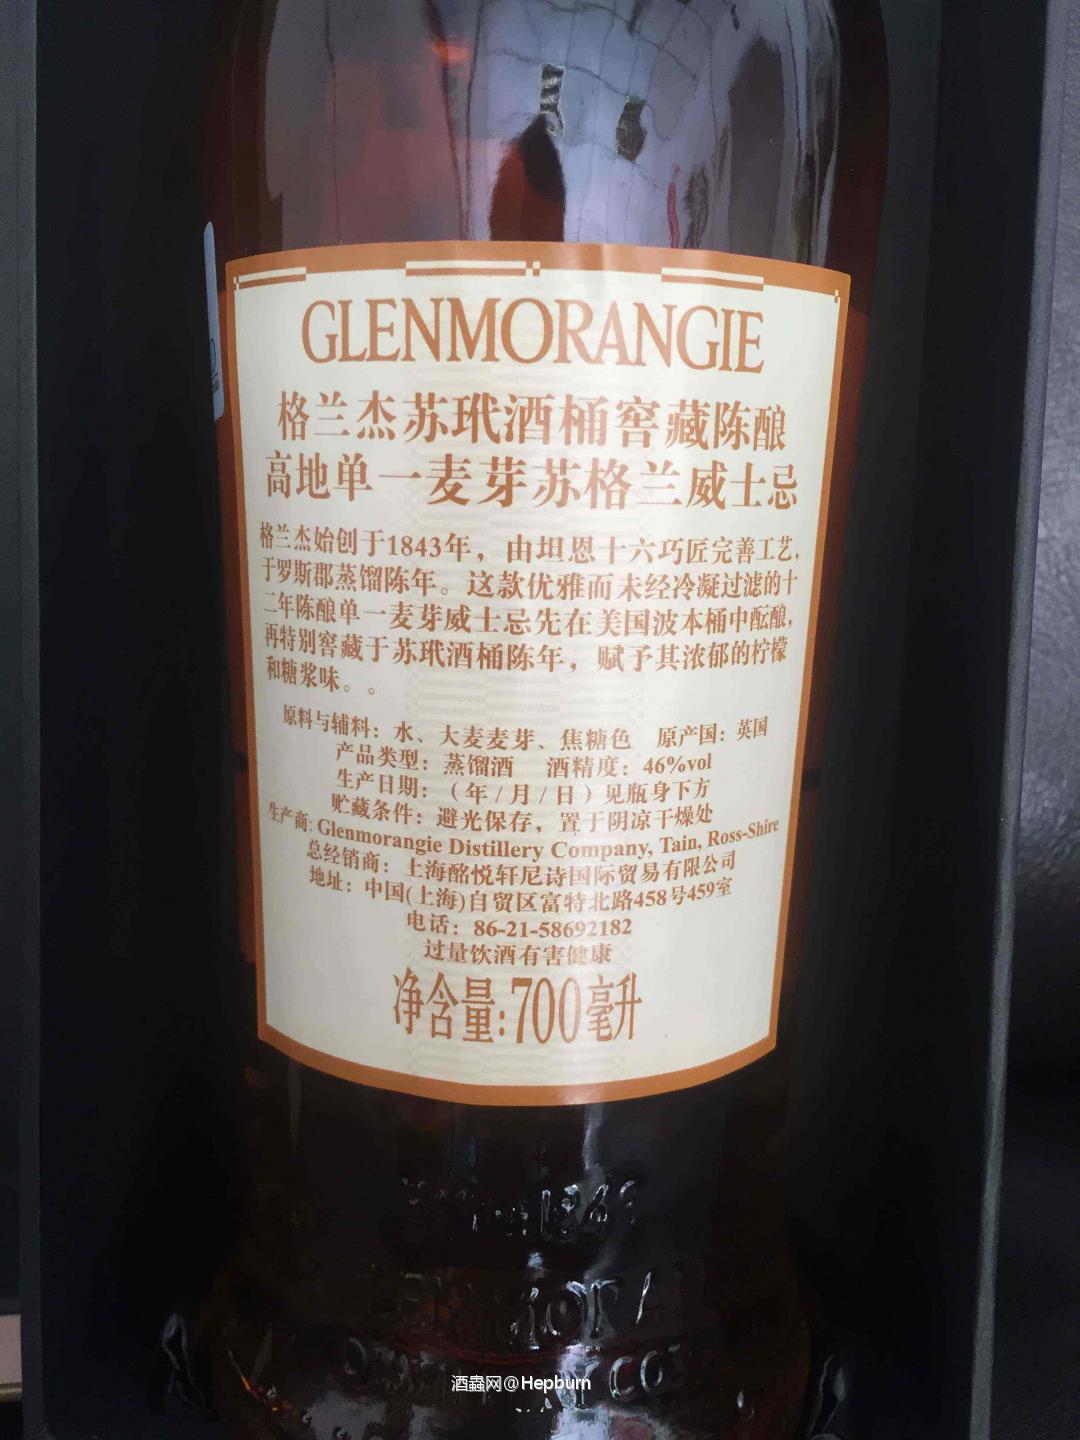 GLENMORANGIE
格兰杰苏玳酒桶窖藏陈酿
高地单一麦芽苏格兰威士忌
格兰杰始创于1843年，由坦恩十六巧匠完善工艺，
于罗斯郡蒸馏陈年。这款优雅而未经冷凝过滤的十
二年陈酿单一麦芽威士忌先在美国波本桶中酝酿，
再特别窖藏于苏玳酒桶陈年，赋予其浓郁的柠檬
和糖浆味。。
原料与辅料：水、大麦麦芽、焦糖色 原产国：英国
产品类型：蒸馏酒 酒精度：46%vol
生产日期：（年/月/日）见瓶身下方
贮藏条件：避光保存，置于阴凉干燥处
生产商: Glenmorangie Distillery Company, Tain, Ross-Shire
总经销商：上海酩悦轩尼诗国际贸易有限公司
地址：中国(上海)自贸区富特北路458号459室
电话：86-21-58692182
过量饮酒有害健康
净含量:700毫升
1843
酒蟲网@Hepburn